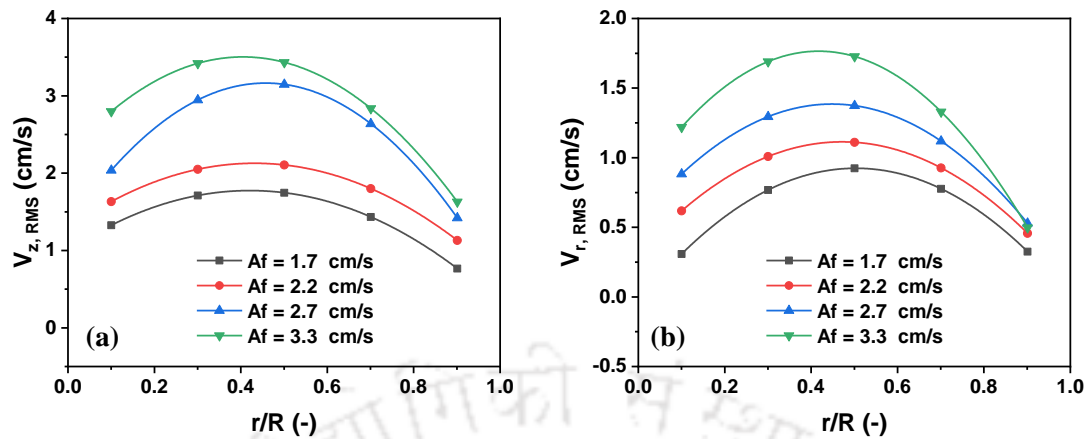 4
3
2
1
0
V_z, RMS (cm/s)
Af = 1.7 cm/s
Af = 2.2 cm/s
Af = 2.7 cm/s
Af = 3.3 cm/s
(a)
0.0 0.2 0.4 0.6 0.8 1.0
r/R (-)
2.0
1.5
1.0
0.5
0.0
-0.5
V_r, RMS (cm/s)
Af = 1.7 cm/s
Af = 2.2 cm/s
Af = 2.7 cm/s
Af = 3.3 cm/s
(b)
0.0 0.2 0.4 0.6 0.8 1.0
r/R (-)